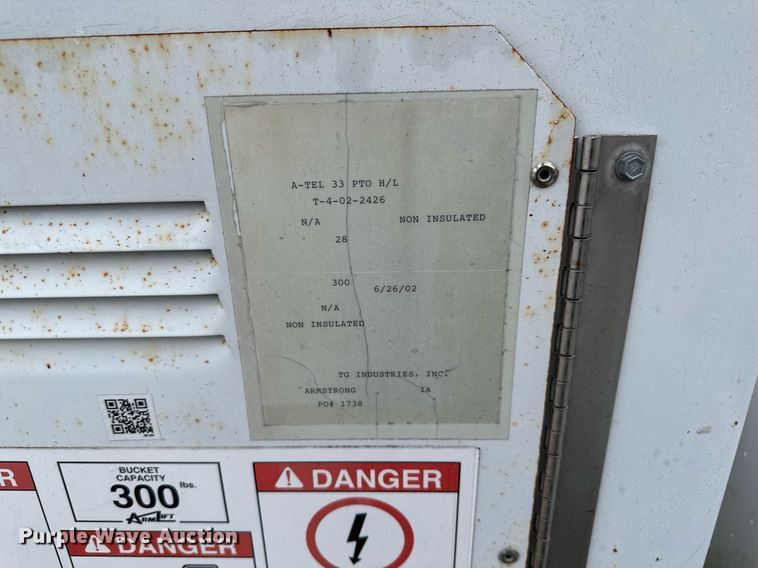 A-TEL 33 PTO H/L
T-4-02-2426
N/A NON INSULATED
28
300 6/26/02
N/A
NON INSULATED
TG INDUSTRIES, INC.
ARMSTRONG IA
PO# 1738
R
BUCKET
CAPACITY
300 lbs.
ARMLIFT
DANGER
DANGER
Purple Wave Auction